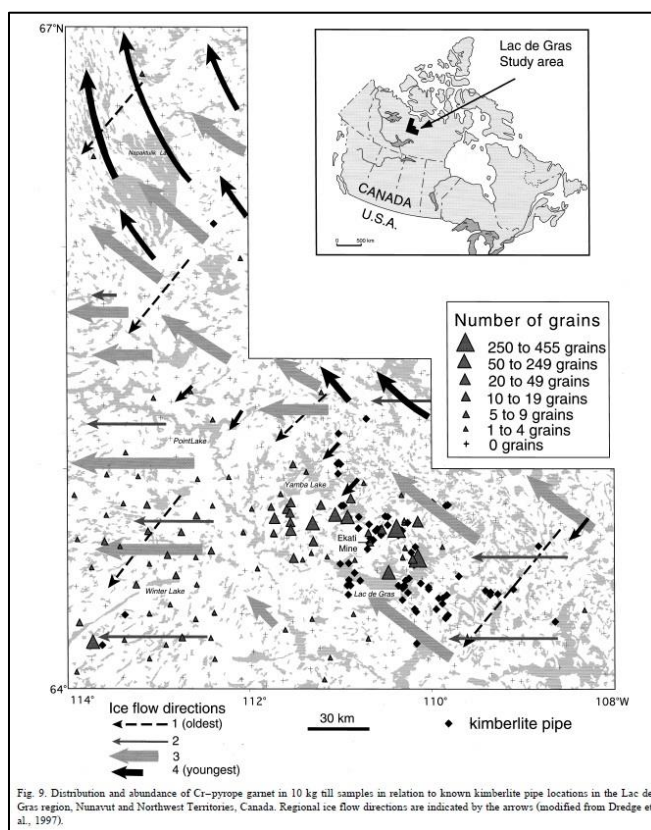 67°N
Lac de Gras
Study area
CANADA
U.S.A.
0 500 km
Number of grains
250 to 455 grains
50 to 249 grains
20 to 49 grains
10 to 19 grains
5 to 9 grains
1 to 4 grains
0 grains
Napaktulik Lake
Point Lake
Yamba Lake
Ekati
Mine
Winter Lake
Lac de Gras
64°
114° 112° 110° 108°W
Ice flow directions
1 (oldest)
2
3
4 (youngest)
30 km
kimberlite pipe
Fig. 9. Distribution and abundance of Cr–pyrope garnet in 10 kg till samples in relation to known kimberlite pipe locations in the Lac de
Gras region, Nunavut and Northwest Territories, Canada. Regional ice flow directions are indicated by the arrows (modified from Dredge et
al., 1997).